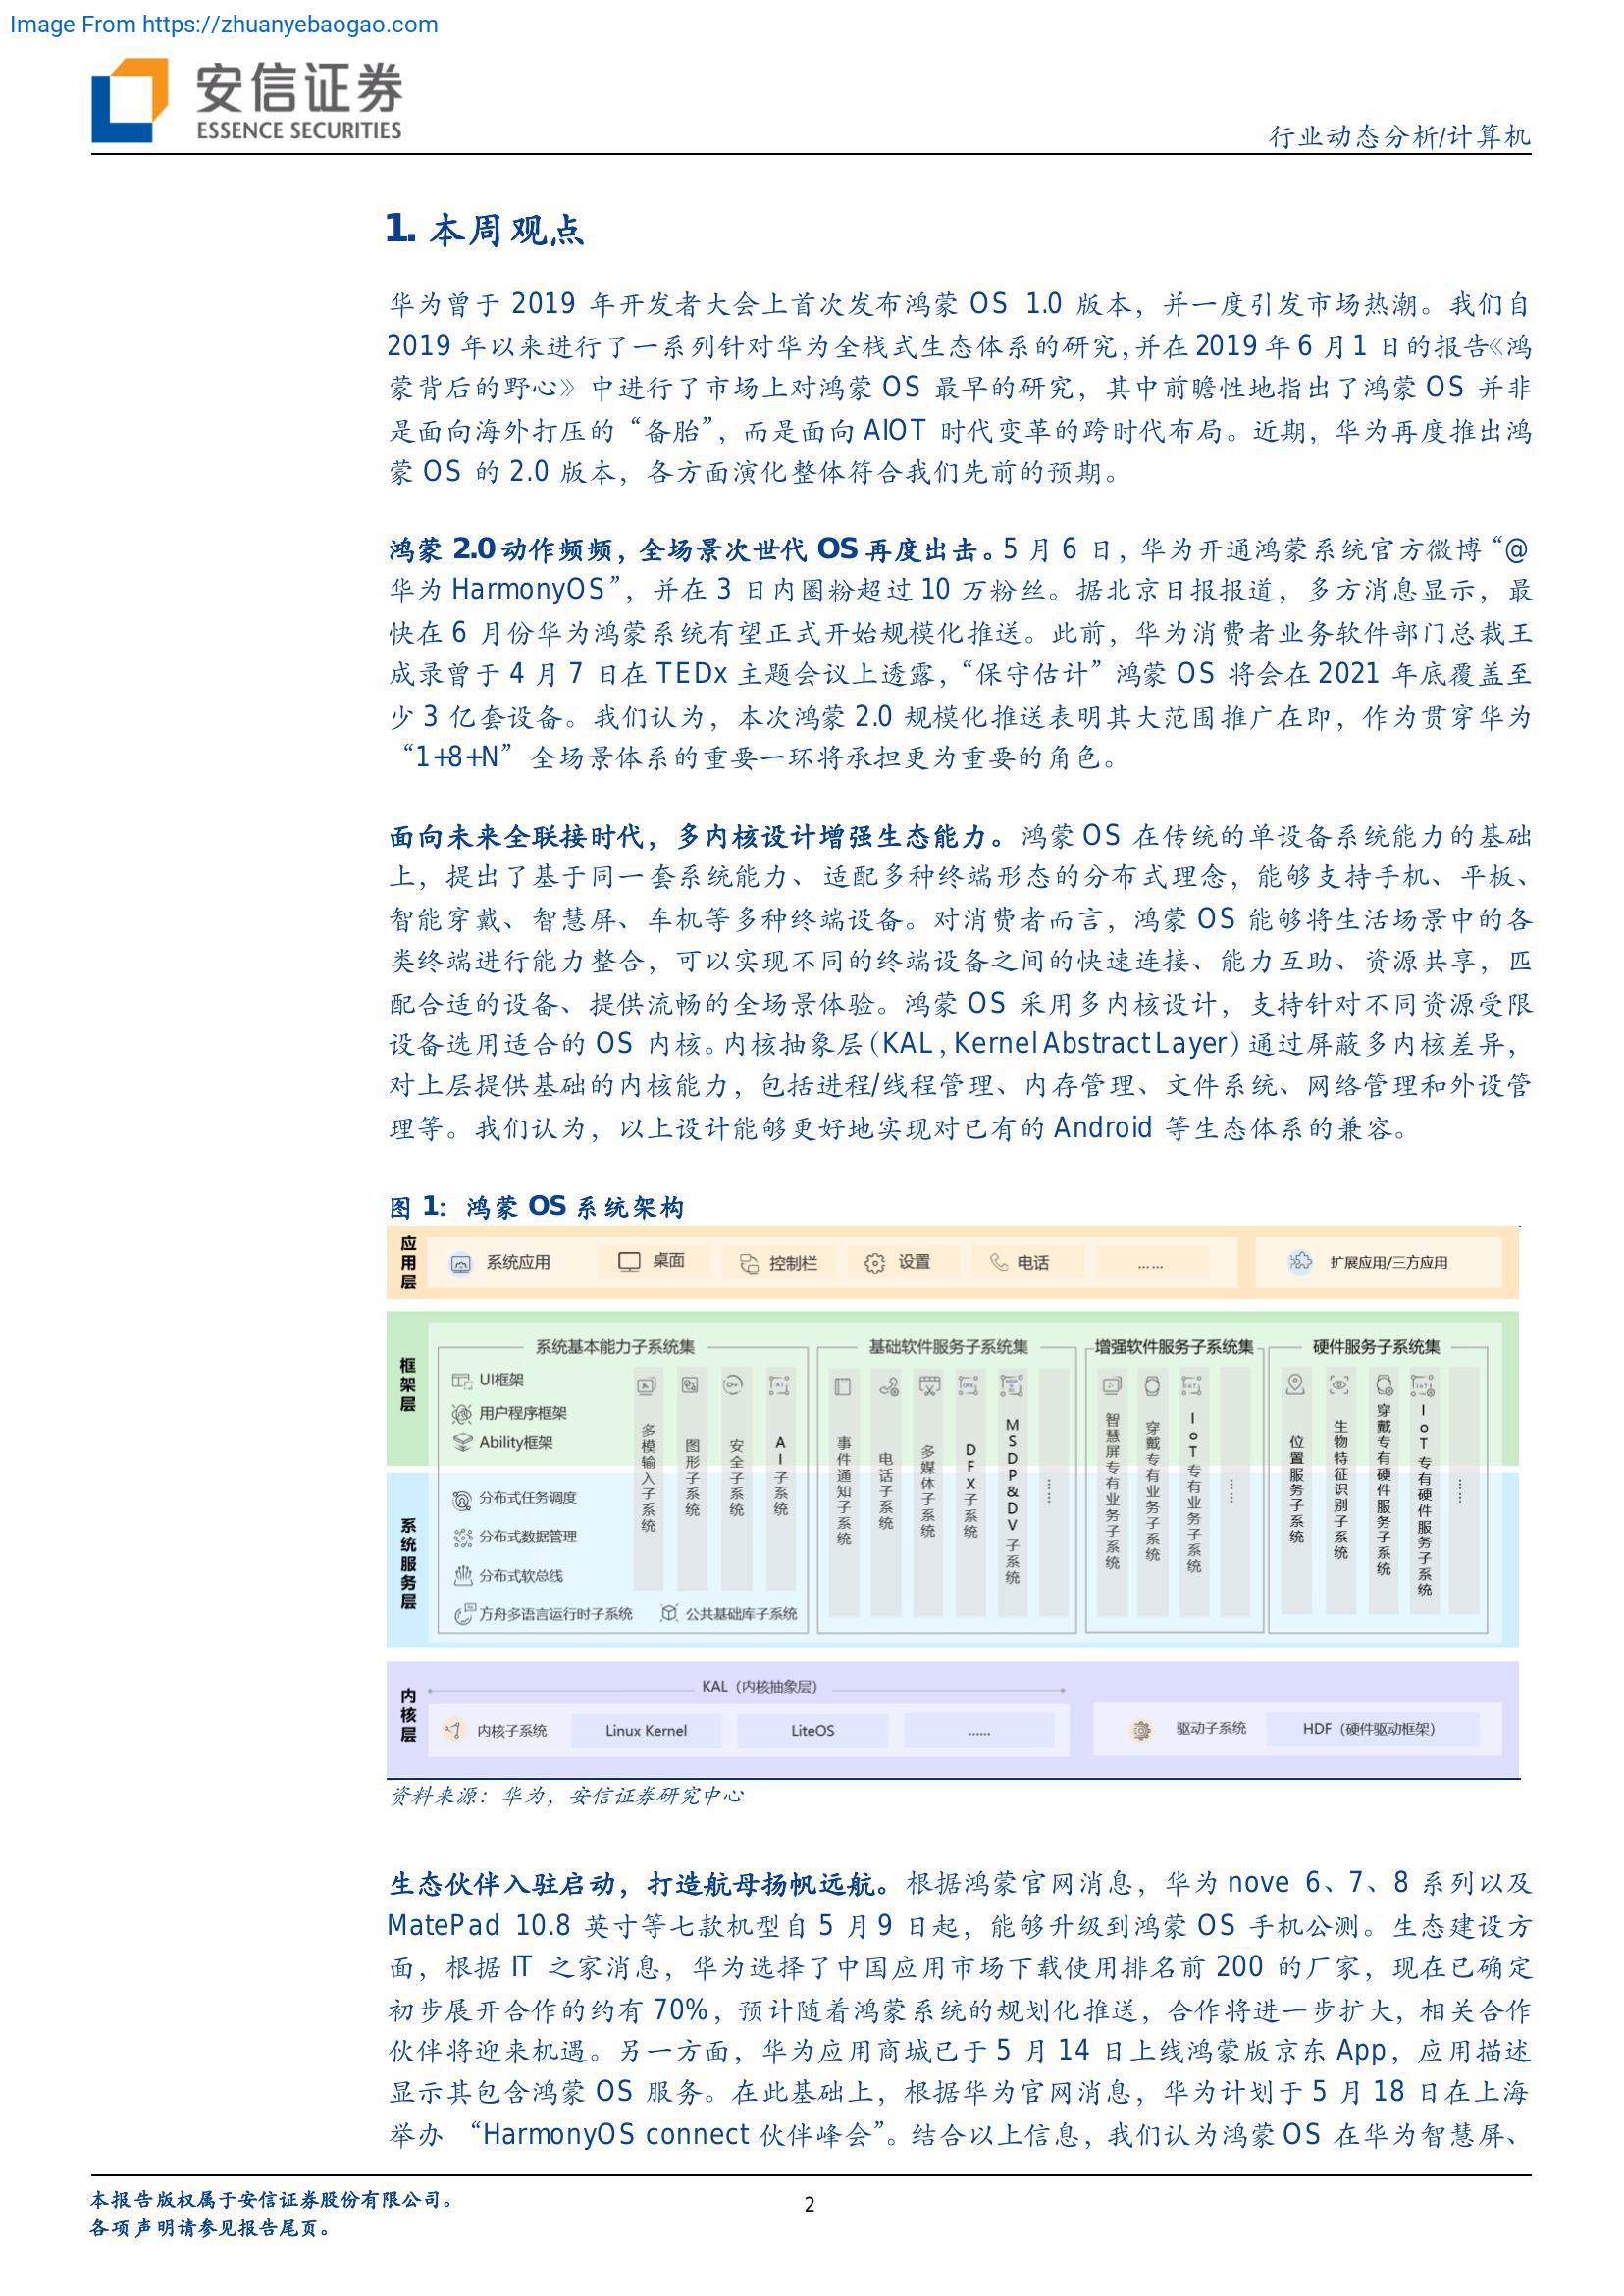 Image From https://zhuanyebaogao.com
安信证券
ESSENCE SECURITIES
行业动态分析/计算机
1. 本周观点
华为曾于 2019 年开发者大会上首次发布鸿蒙 OS 1.0 版本，并一度引发市场热潮。我们自
2019 年以来进行了一系列针对华为全栈式生态体系的研究，并在 2019 年 6 月 1 日的报告《鸿
蒙背后的野心》中进行了市场上对鸿蒙 OS 最早的研究，其中前瞻性地指出了鸿蒙 OS 并非
是面向海外打压的“备胎”，而是面向 AIOT 时代变革的跨时代布局。近期，华为再度推出鸿
蒙 OS 的 2.0 版本，各方面演化整体符合我们先前的预期。
鸿蒙 2.0 动作频频，全场景次世代 OS 再度出击。5 月 6 日，华为开通鸿蒙系统官方微博“@
华为 HarmonyOS”，并在 3 日内圈粉超过 10 万粉丝。据北京日报报道，多方消息显示，最
快在 6 月份华为鸿蒙系统有望正式开始规模化推送。此前，华为消费者业务软件部门总裁王
成录曾于 4 月 7 日在 TEDx 主题会议上透露，“保守估计”鸿蒙 OS 将会在 2021 年底覆盖至
少 3 亿套设备。我们认为，本次鸿蒙 2.0 规模化推送表明其大范围推广在即，作为贯穿华为
“1+8+N” 全场景体系的重要一环将承担更为重要的角色。
面向未来全联接时代，多内核设计增强生态能力。鸿蒙 OS 在传统的单设备系统能力的基础
上，提出了基于同一套系统能力、适配多种终端形态的分布式理念，能够支持手机、平板、
智能穿戴、智慧屏、车机等多种终端设备。对消费者而言，鸿蒙 OS 能够将生活场景中的各
类终端进行能力整合，可以实现不同的终端设备之间的快速连接、能力互助、资源共享，匹
配合适的设备、提供流畅的全场景体验。鸿蒙 OS 采用多内核设计，支持针对不同资源受限
设备选用适合的 OS 内核。内核抽象层（KAL，Kernel Abstract Layer）通过屏蔽多内核差异，
对上层提供基础的内核能力，包括进程/线程管理、内存管理、文件系统、网络管理和外设管
理等。我们认为，以上设计能够更好地实现对已有的 Android 等生态体系的兼容。
图 1： 鸿蒙 OS 系统架构
应用层
系统应用 桌面 控制栏 设置 电话 …… 扩展应用/三方应用
框架层
系统基本能力子系统集 基础软件服务子系统集 增强软件服务子系统集 硬件服务子系统集
UI框架
用户程序框架
Ability框架
系统服务层
分布式任务调度
分布式数据管理
分布式软总线
方舟多语言运行时子系统 公共基础库子系统
多模输入子系统
图形子系统
安全子系统
AI子系统
事件通知子系统
电话子系统
多媒体子系统
DFX子系统
MSDP&DV子系统
……
智慧屏专有业务子系统
穿戴专有业务子系统
IoT专有业务子系统
……
位置服务子系统
生物特征识别子系统
穿戴专有硬件服务子系统
IoT专有硬件服务子系统
……
内核层
KAL（内核抽象层）
内核子系统 Linux Kernel LiteOS …… 驱动子系统 HDF（硬件驱动框架）
资料来源：华为，安信证券研究中心
生态伙伴入驻启动，打造航母扬帆远航。根据鸿蒙官网消息，华为 nove 6、7、8 系列以及
MatePad 10.8 英寸等七款机型自 5 月 9 日起，能够升级到鸿蒙 OS 手机公测。生态建设方
面，根据 IT 之家消息，华为选择了中国应用市场下载使用排名前 200 的厂家，现在已确定
初步展开合作的约有 70%，预计随着鸿蒙系统的规划化推送，合作将进一步扩大，相关合作
伙伴将迎来机遇。另一方面，华为应用商城已于 5 月 14 日上线鸿蒙版京东 App，应用描述
显示其包含鸿蒙 OS 服务。在此基础上，根据华为官网消息，华为计划于 5 月 18 日在上海
举办 “HarmonyOS connect 伙伴峰会”。结合以上信息，我们认为鸿蒙 OS 在华为智慧屏、
本报告版权属于安信证券股份有限公司。
各项声明请参见报告尾页。
2